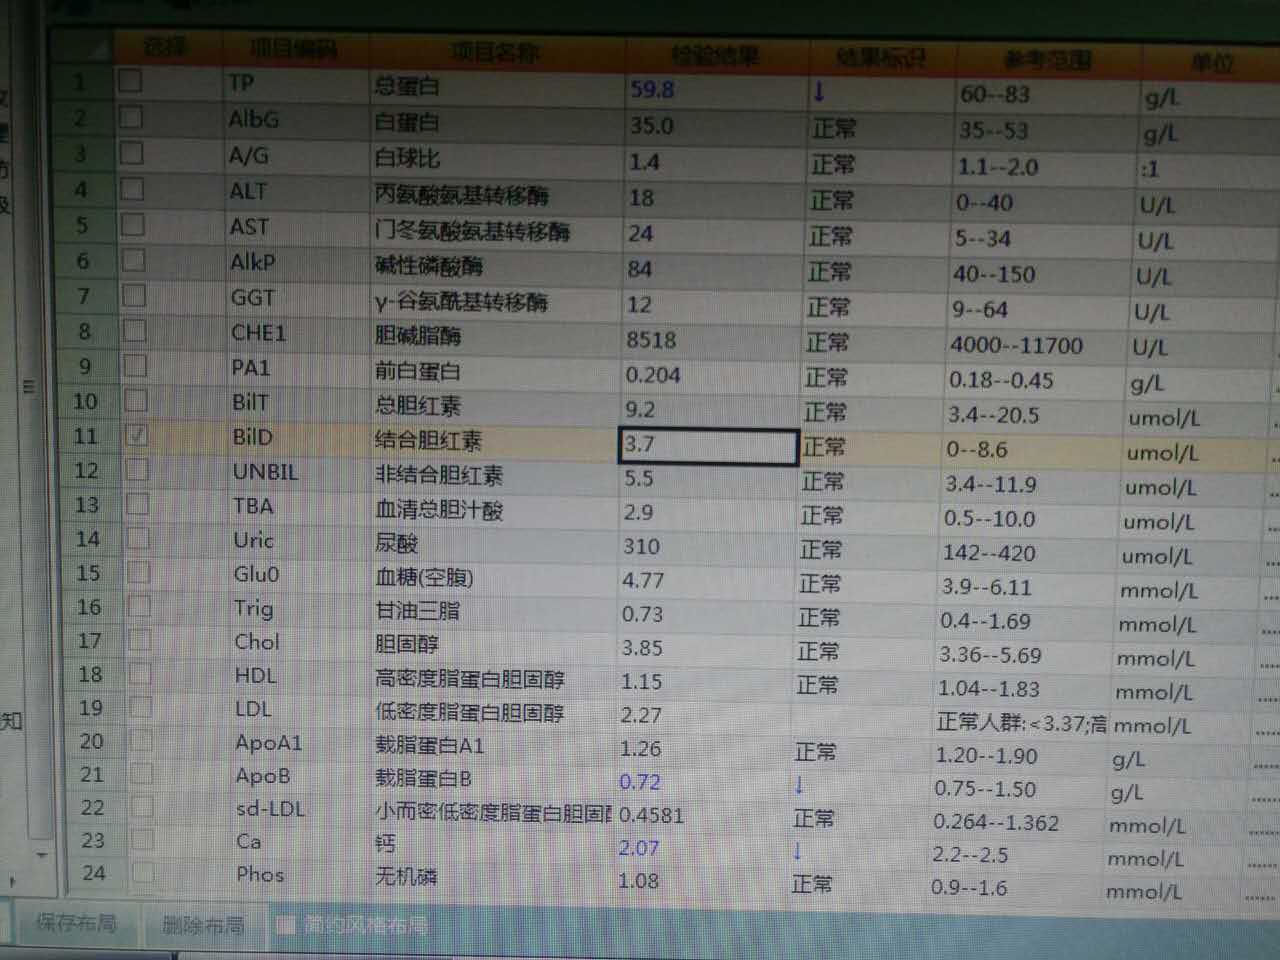 选择 项目编码 项目名称 检验结果 结果标识 参考范围 单位
1 TP 总蛋白 59.8 ↓ 60--83 g/L
2 AlbG 白蛋白 35.0 正常 35--53 g/L
3 A/G 白球比 1.4 正常 1.1--2.0 :1
4 ALT 丙氨酸氨基转移酶 18 正常 0--40 U/L
5 AST 门冬氨酸氨基转移酶 24 正常 5--34 U/L
6 AlkP 碱性磷酸酶 84 正常 40--150 U/L
7 GGT γ-谷氨酰基转移酶 12 正常 9--64 U/L
8 CHE1 胆碱脂酶 8518 正常 4000--11700 U/L
9 PA1 前白蛋白 0.204 正常 0.18--0.45 g/L
10 BilT 总胆红素 9.2 正常 3.4--20.5 umol/L
11 BilD 结合胆红素 3.7 正常 0--8.6 umol/L
12 UNBIL 非结合胆红素 5.5 正常 3.4--11.9 umol/L
13 TBA 血清总胆汁酸 2.9 正常 0.5--10.0 umol/L
14 Uric 尿酸 310 正常 142--420 umol/L
15 Glu0 血糖(空腹) 4.77 正常 3.9--6.11 mmol/L
16 Trig 甘油三脂 0.73 正常 0.4--1.69 mmol/L
17 Chol 胆固醇 3.85 正常 3.36--5.69 mmol/L
18 HDL 高密度脂蛋白胆固醇 1.15 正常 1.04--1.83 mmol/L
19 LDL 低密度脂蛋白胆固醇 2.27 正常人群:<3.37;高 mmol/L
20 ApoA1 载脂蛋白A1 1.26 正常 1.20--1.90 g/L
21 ApoB 载脂蛋白B 0.72 ↓ 0.75--1.50 g/L
22 sd-LDL 小而密低密度脂蛋白胆固 0.4581 正常 0.264--1.362 mmol/L
23 Ca 钙 2.07 ↓ 2.2--2.5 mmol/L
24 Phos 无机磷 1.08 正常 0.9--1.6 mmol/L
知
保存布局 删除布局 简约风格布局